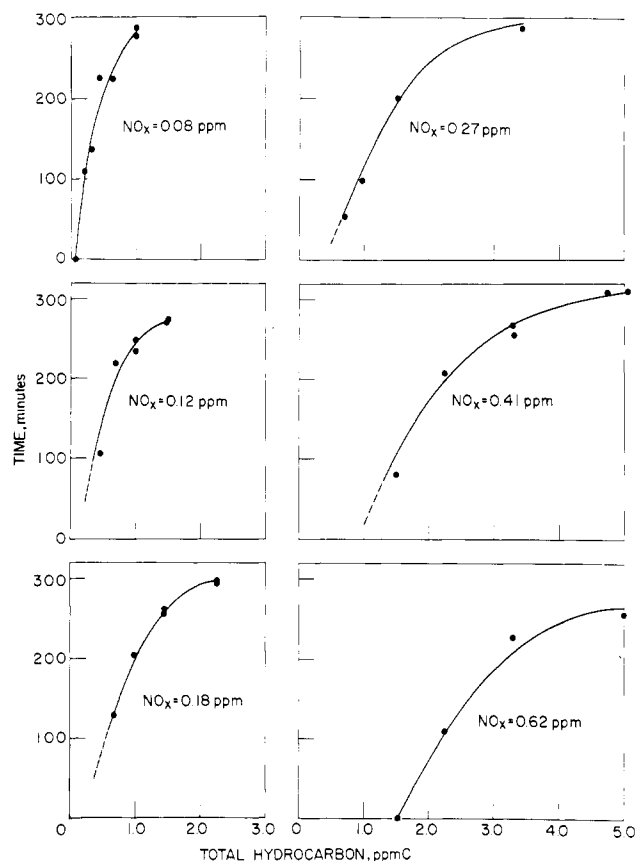 300
200
100
0
NOx=0.08 ppm
NOx=0.27 ppm
TIME, minutes
300
200
100
0
NOx=0.12 ppm
NOx=0.41 ppm
300
200
100
0
NOx=0.18 ppm
NOx=0.62 ppm
0 1.0 2.0 3.0
0 1.0 2.0 3.0 4.0 5.0
TOTAL HYDROCARBON, ppmC